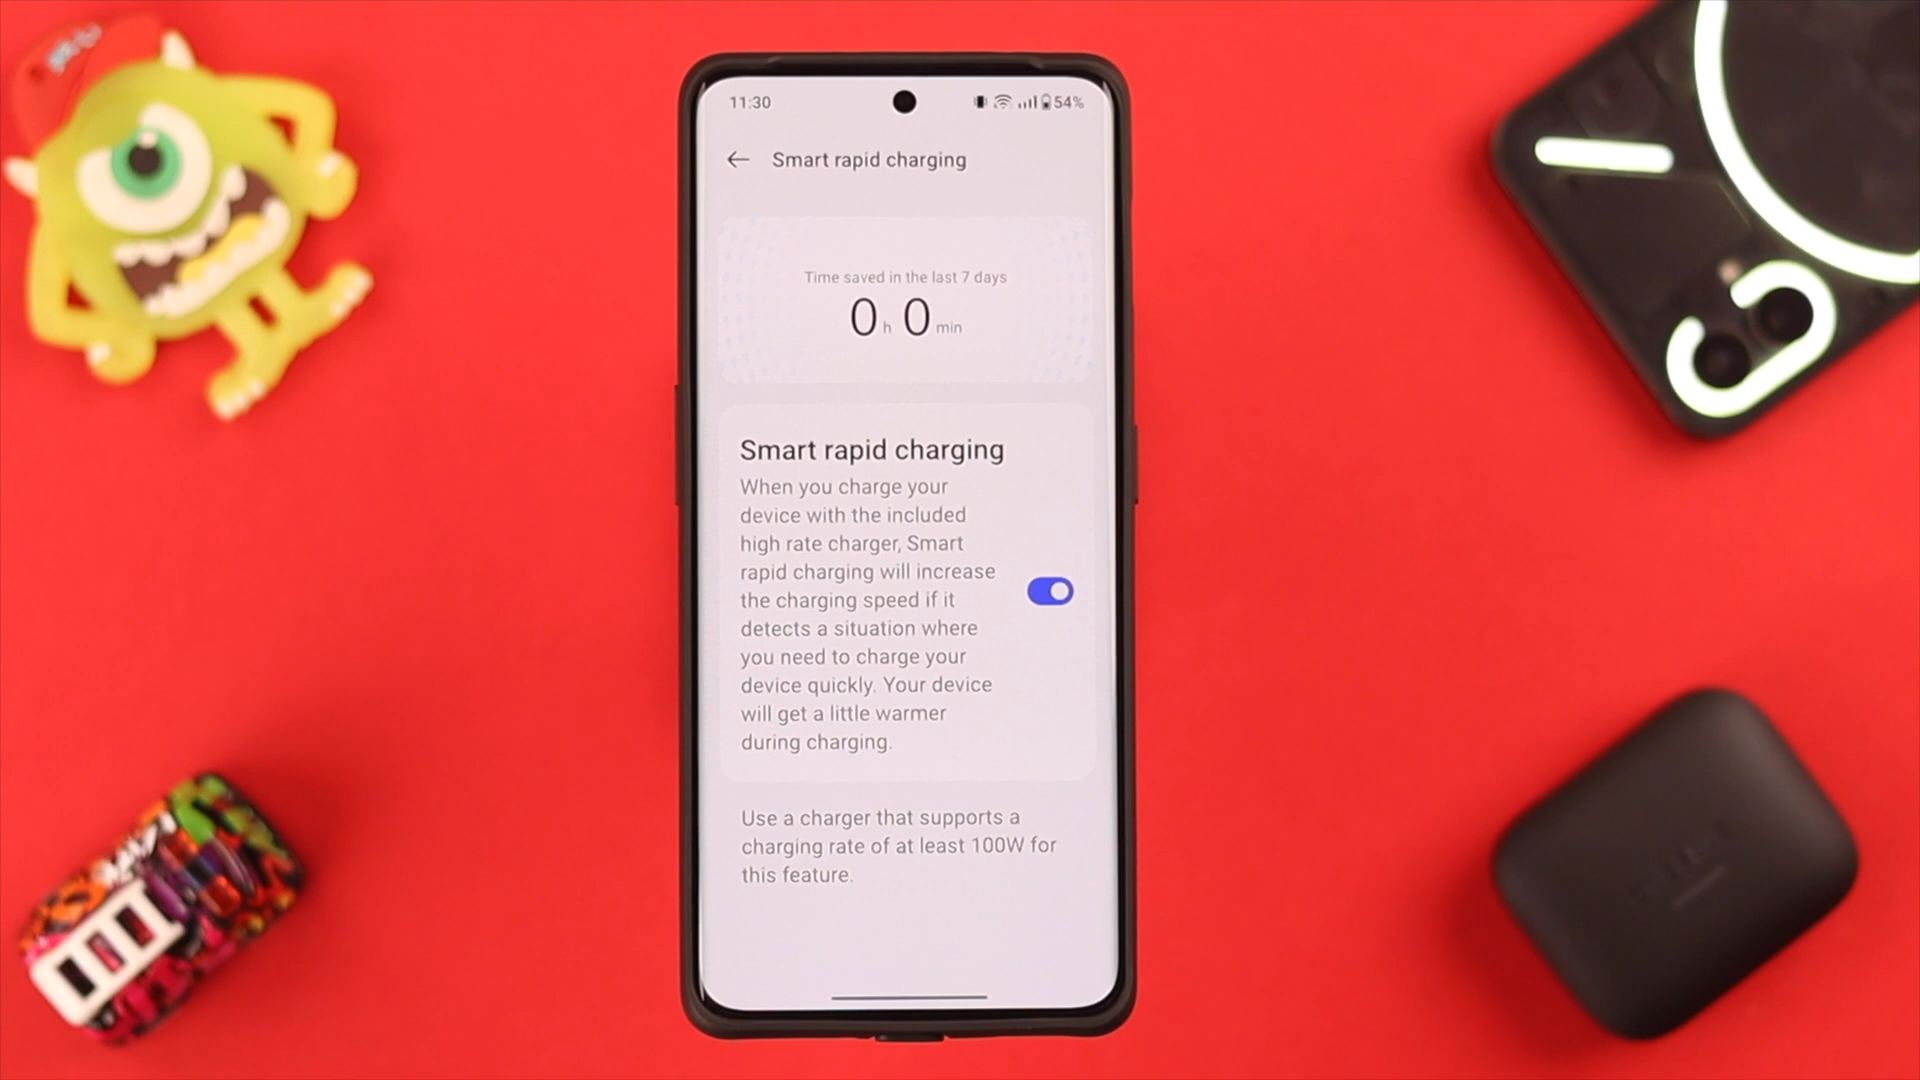 11:30 54%
Smart rapid charging
Time saved in the last 7 days
0 h 0 min
Smart rapid charging
When you charge your
device with the included
high rate charger, Smart
rapid charging will increase
the charging speed if it
detects a situation where
you need to charge your
device quickly. Your device
will get a little warmer
during charging.
Use a charger that supports a
charging rate of at least 100W for
this feature.